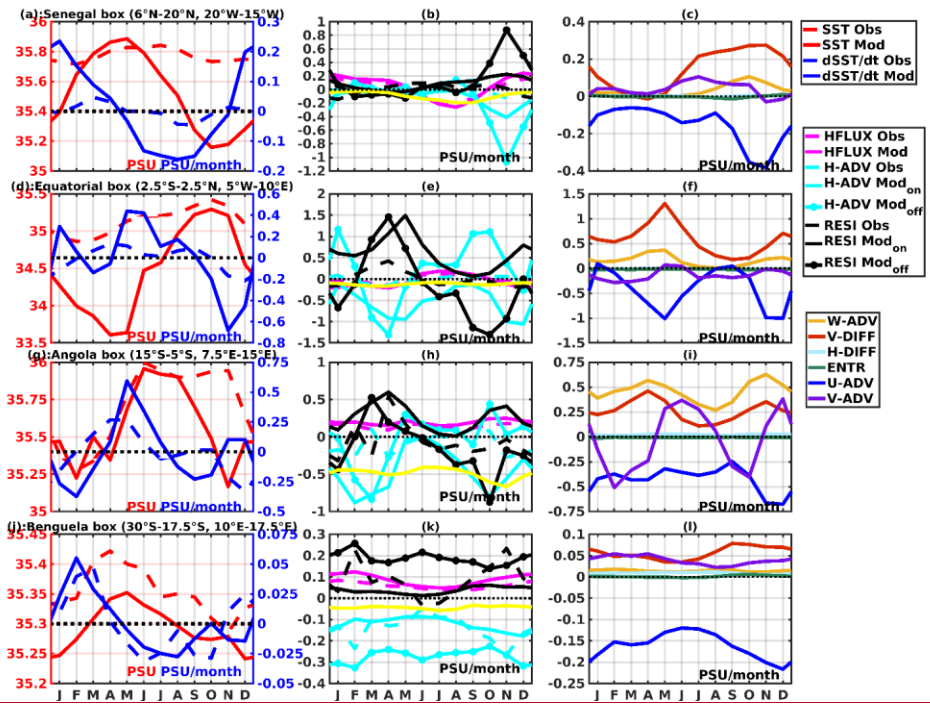 (a):Senegal box (6°N-20°N, 20°W-15°W)
(b)
(c)
36
35.8
35.6
35.4
35.2
35
0.3
0.2
0.1
0
-0.1
-0.2
PSU PSU/month
1
0.8
0.6
0.4
0.2
0
-0.2
-0.4
-0.6
-0.8
-1
-1.2
PSU/month
0.4
0.2
0
-0.2
-0.4
PSU/month
SST Obs
SST Mod
dSST/dt Obs
dSST/dt Mod
HFLUX Obs
HFLUX Mod
H-ADV Obs
H-ADV Mod on
H-ADV Mod off
RESI Obs
RESI Mod on
RESI Mod off
W-ADV
V-DIFF
H-DIFF
ENTR
U-ADV
V-ADV
(d):Equatorial box (2.5°S-2.5°N, 5°W-10°E)
(e)
(f)
35.5
35
34.5
34
33.5
0.6
0.4
0.2
0
-0.2
-0.4
-0.6
-0.8
PSU PSU/month
2
1.5
1
0.5
0
-0.5
-1
-1.5
PSU/month
1.5
1
0.5
0
-0.5
-1
-1.5
PSU/month
(g):Angola box (15°S-5°S, 7.5°E-15°E)
(h)
(i)
36
35.5
35
0.75
0.5
0.25
0
-0.25
-0.5
PSU PSU/month
1
0.5
0
-0.5
-1
PSU/month
0.75
0.5
0.25
0
-0.25
-0.5
-0.75
PSU/month
(j):Benguela box (30°S-17.5°S, 10°E-17.5°E)
(k)
(l)
35.45
35.4
35.35
35.3
35.25
35.2
0.075
0.05
0.025
0
-0.025
-0.05
PSU PSU/month
J F M A M J J A S O N D
0.3
0.2
0.1
0
-0.1
-0.2
-0.3
-0.4
PSU/month
J F M A M J J A S O N D
0.1
0.05
0
-0.05
-0.1
-0.15
-0.2
-0.25
PSU/month
J F M A M J J A S O N D